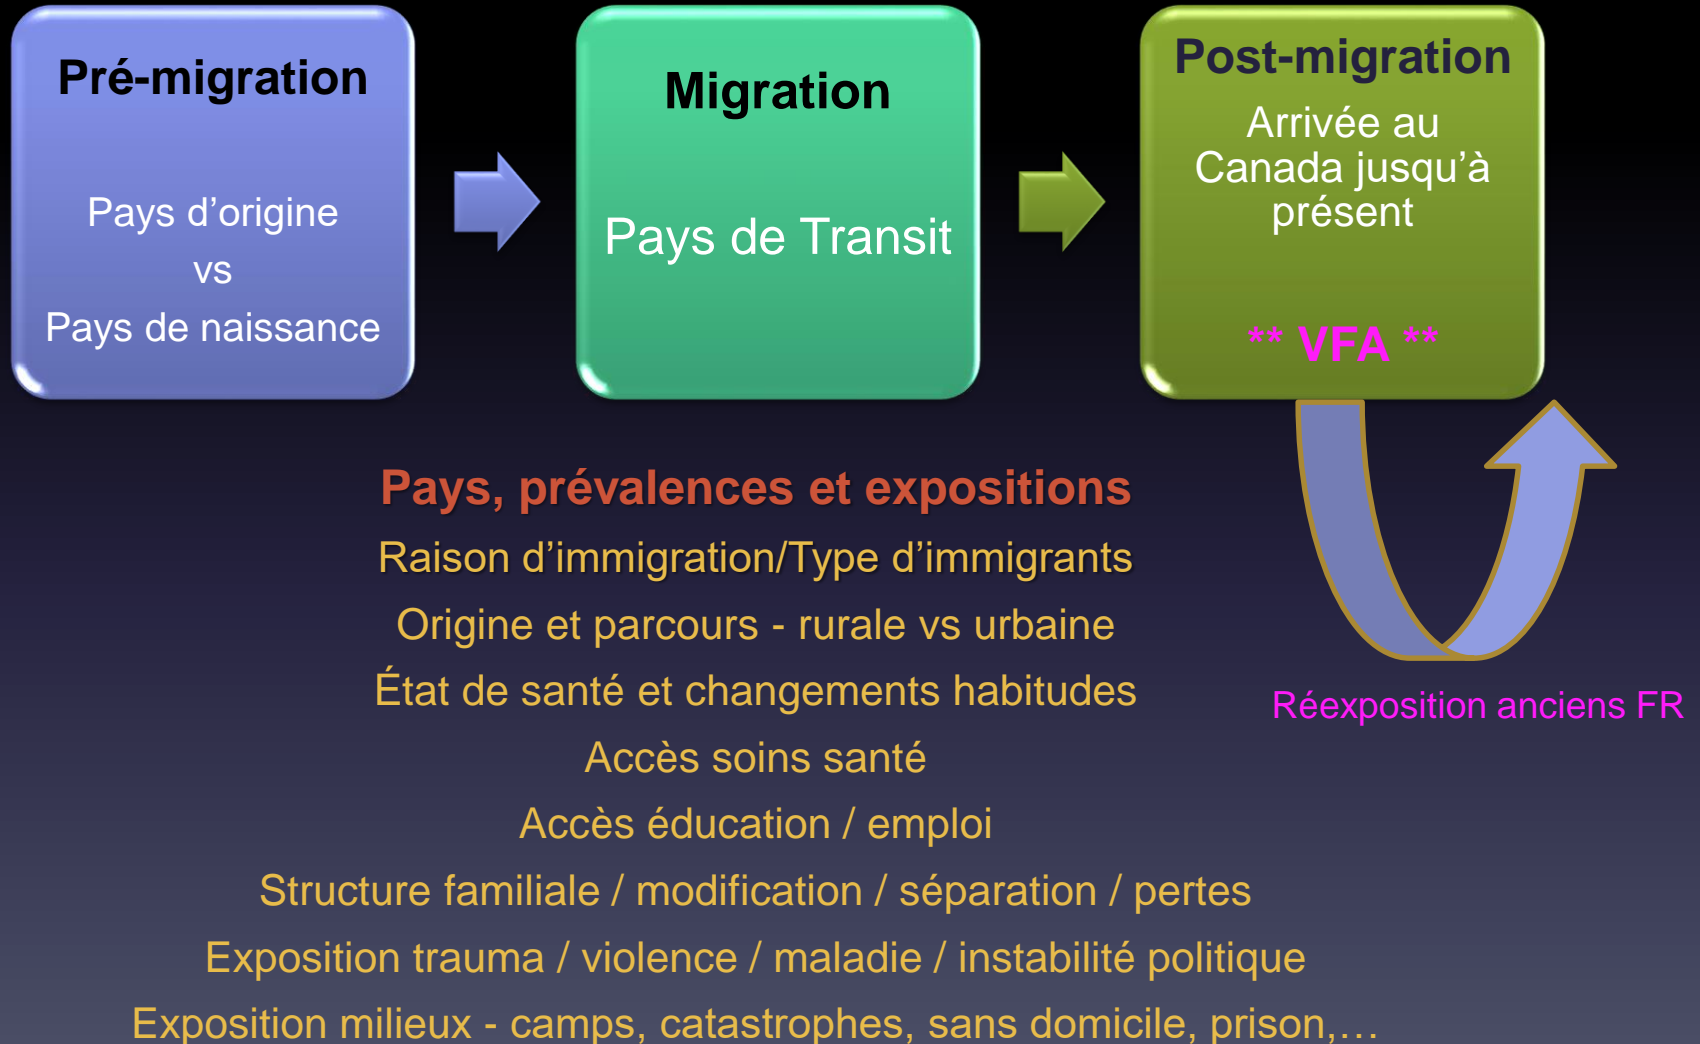 Pré-migration
Pays d’origine
vs
Pays de naissance
Migration
Pays de Transit
Post-migration
Arrivée au
Canada jusqu’à
présent
** VFA **
Pays, prévalences et expositions
Raison d’immigration/Type d’immigrants
Origine et parcours - rurale vs urbaine
État de santé et changements habitudes
Accès soins santé
Accès éducation / emploi
Structure familiale / modification / séparation / pertes
Exposition trauma / violence / maladie / instabilité politique
Exposition milieux - camps, catastrophes, sans domicile, prison,…
Réexposition anciens FR